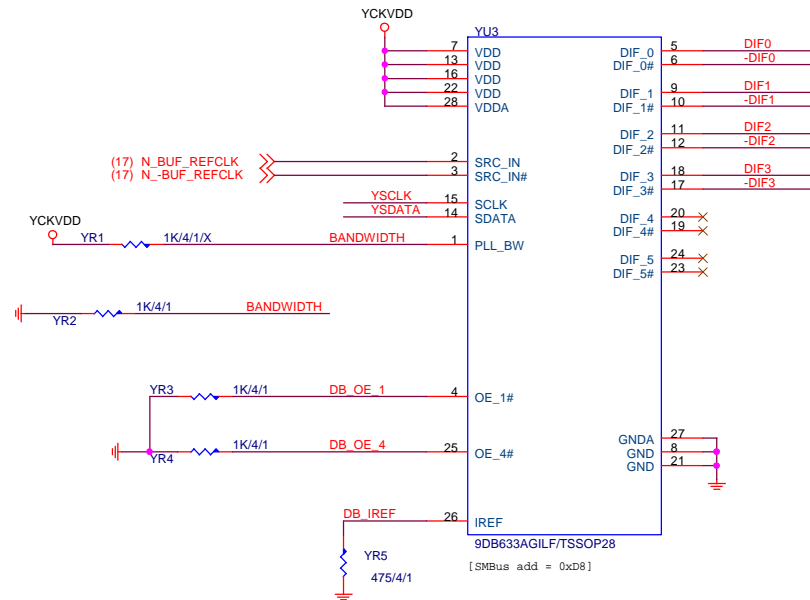 YCKVDD
YU3
7 VDD DIF_0 5 DIF0
13 VDD DIF_0# 6 -DIF0
16 VDD
22 VDD DIF_1 9 DIF1
28 VDDA DIF_1# 10 -DIF1
DIF_2 11 DIF2
DIF_2# 12 -DIF2
(17) N_BUF_REFCLK 2 SRC_IN
(17) N_-BUF_REFCLK 3 SRC_IN#
DIF_3 18 DIF3
DIF_3# 17 -DIF3
YSCLK 15 SCLK
YSDATA 14 SDATA
DIF_4 20
DIF_4# 19
YCKVDD
YR1 1K/4/1/X BANDWIDTH 1 PLL_BW
DIF_5 24
DIF_5# 23
YR2 1K/4/1 BANDWIDTH
YR3 1K/4/1 DB_OE_1 4 OE_1#
YR4 1K/4/1 DB_OE_4 25 OE_4#
GNDA 27
GND 8
GND 21
DB_IREF 26 IREF
YR5
475/4/1
9DB633AGILF/TSSOP28
[SMBus add = 0xD8]